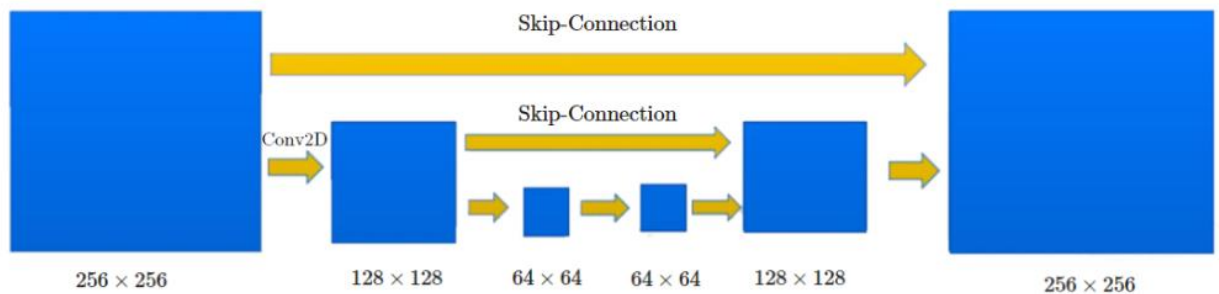 Skip-Connection
Skip-Connection
Conv2D
256 × 256
128 × 128
64 × 64
64 × 64
128 × 128
256 × 256